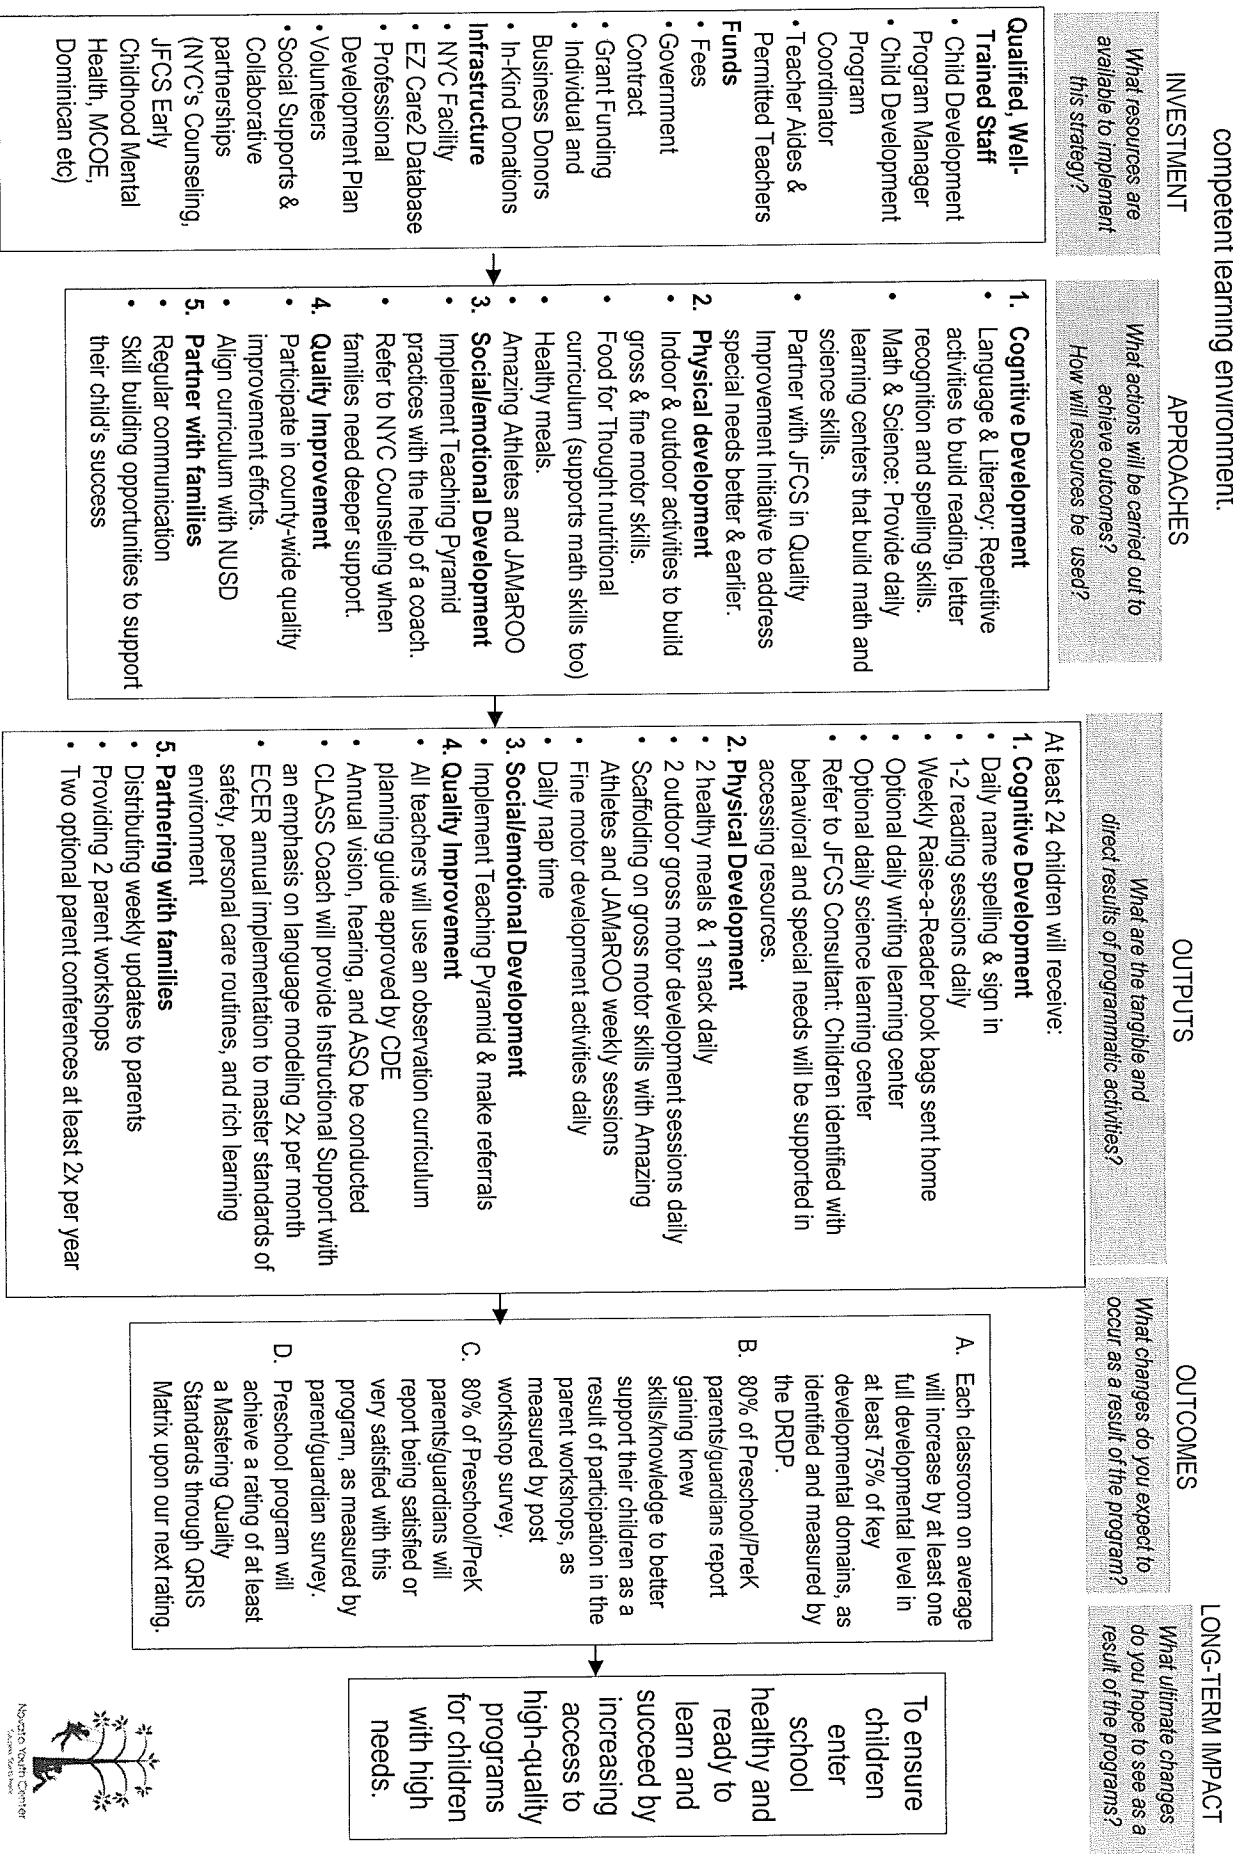 competent learning environment.
INVESTMENT
What resources are
available to implement
this strategy?
Qualified, Well-
Trained Staff
• Child Development
Program Manager
• Child Development
Program
Coordinator
• Teacher Aides &
Permitted Teachers
Funds
• Fees
• Government
Contract
• Grant Funding
• Individual and
Business Donors
• In-Kind Donations
Infrastructure
• NYC Facility
• EZ Care2 Database
• Professional
Development Plan
• Volunteers
• Social Supports &
Collaborative
partnerships
(NYC's Counseling,
JFCS Early
Childhood Mental
Health, MCOE,
Dominican etc)
APPROACHES
What actions will be carried out to
achieve outcomes?
How will resources be used?
1. Cognitive Development
• Language & Literacy: Repetitive
activities to build reading, letter
recognition and spelling skills.
• Math & Science: Provide daily
learning centers that build math and
science skills.
• Partner with JFCS in Quality
Improvement Initiative to address
special needs better & earlier.
2. Physical development
• Indoor & outdoor activities to build
gross & fine motor skills.
• Food for Thought nutritional
curriculum (supports math skills too)
• Healthy meals.
• Amazing Athletes and JAMaROO
3. Social/emotional Development
• Implement Teaching Pyramid
practices with the help of a coach.
• Refer to NYC Counseling when
families need deeper support.
4. Quality Improvement
• Participate in county-wide quality
improvement efforts.
• Align curriculum with NUSD
5. Partner with families
• Regular communication
• Skill building opportunities to support
their child's success
OUTPUTS
What are the tangible and
direct results of programmatic activities?
At least 24 children will receive:
1. Cognitive Development
• Daily name spelling & sign in
• 1-2 reading sessions daily
• Weekly Raise-a-Reader book bags sent home
• Optional daily writing learning center
• Optional daily science learning center
• Refer to JFCS Consultant: Children identified with
behavioral and special needs will be supported in
accessing resources.
2. Physical Development
• 2 healthy meals & 1 snack daily
• 2 outdoor gross motor development sessions daily
• Scaffolding on gross motor skills with Amazing
Athletes and JAMaROO weekly sessions
• Fine motor development activities daily
• Daily nap time
3. Social/emotional Development
• Implement Teaching Pyramid & make referrals
4. Quality Improvement
• All teachers will use an observation curriculum
planning guide approved by CDE
• Annual vision, hearing, and ASQ be conducted
• CLASS Coach will provide Instructional Support with
an emphasis on language modeling 2x per month
• ECER annual implementation to master standards of
safety, personal care routines, and rich learning
environment
5. Partnering with families
• Distributing weekly updates to parents
• Providing 2 parent workshops
• Two optional parent conferences at least 2x per year
OUTCOMES
What changes do you expect to
occur as a result of the program?
A. Each classroom on average
will increase by at least one
full developmental level in
at least 75% of key
developmental domains, as
identified and measured by
the DRDP.
B. 80% of Preschool/PreK
parents/guardians report
gaining knew
skills/knowledge to better
support their children as a
result of participation in the
parent workshops, as
measured by post
workshop survey.
C. 80% of Preschool/PreK
parents/guardians will
report being satisfied or
very satisfied with this
program, as measured by
parent/guardian survey.
D. Preschool program will
achieve a rating of at least
a Mastering Quality
Standards through QRIS
Matrix upon our next rating.
LONG-TERM IMPACT
What ultimate changes
do you hope to see as a
result of the programs?
To ensure
children
enter
school
healthy and
ready to
learn and
succeed by
increasing
access to
high-quality
programs
for children
with high
needs.
Novato Youth Center